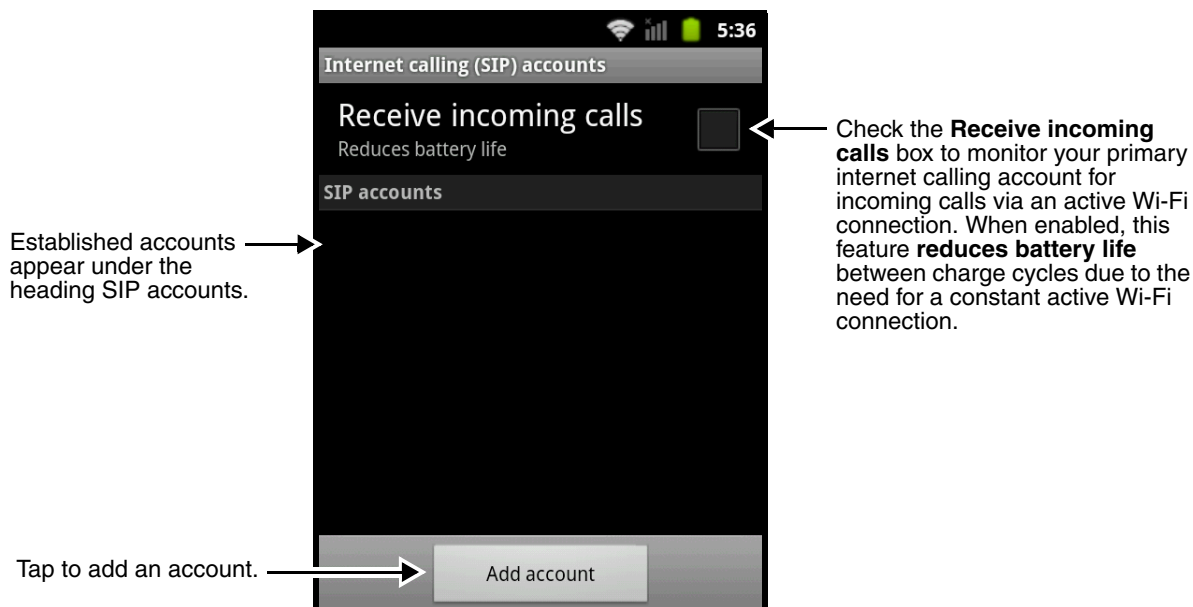 5:36
Internet calling (SIP) accounts
Receive incoming calls
Reduces battery life
SIP accounts
Check the Receive incoming
calls box to monitor your primary
internet calling account for
incoming calls via an active Wi-Fi
connection. When enabled, this
feature reduces battery life
between charge cycles due to the
need for a constant active Wi-Fi
connection.
Established accounts
appear under the
heading SIP accounts.
Tap to add an account.
Add account